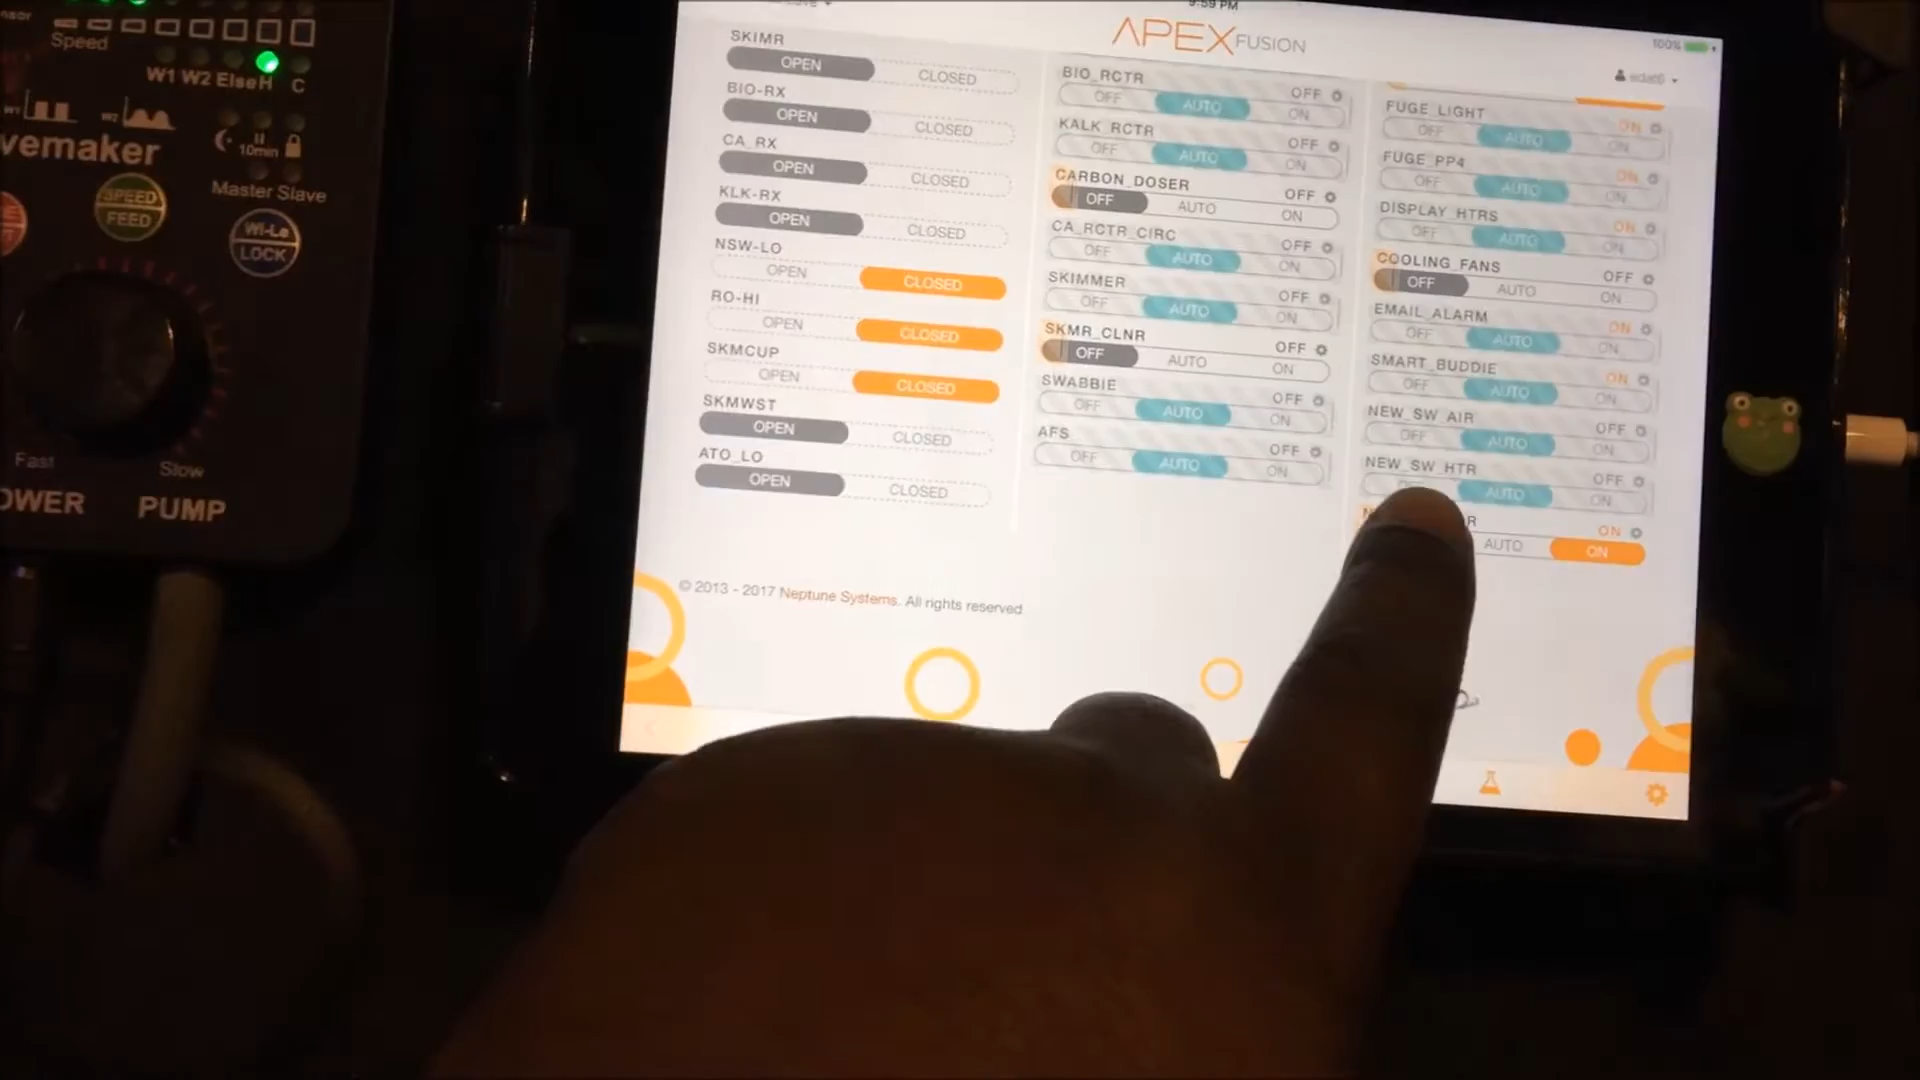 Speed
W1 W2 Else H C
W1 W2
vemaker
10min
Master Slave
SPEED
FEED
WI-Le
LOCK
Fast
Slow
OWER PUMP
9:59 PM
APEX FUSION
100%
SKIMR
OPEN CLOSED
BIO-RX
OPEN CLOSED
CA_RX
OPEN CLOSED
KLK-RX
OPEN CLOSED
NSW-LO
OPEN CLOSED
RO-HI
OPEN CLOSED
SKMCUP
OPEN CLOSED
SKMWST
OPEN CLOSED
ATO_LO
OPEN CLOSED
BIO_RCTR OFF
OFF AUTO ON
KALK_RCTR OFF
OFF AUTO ON
CARBON_DOSER OFF
OFF AUTO ON
CA_RCTR_CIRC OFF
OFF AUTO ON
SKIMMER OFF
OFF AUTO ON
SKMR_CLNR OFF
OFF AUTO ON
SWABBIE OFF
OFF AUTO ON
AFS OFF
OFF AUTO ON
FUGE_LIGHT ON
OFF AUTO ON
FUGE_PP4 ON
OFF AUTO ON
DISPLAY_HTRS ON
OFF AUTO ON
COOLING_FANS OFF
OFF AUTO ON
EMAIL_ALARM ON
OFF AUTO ON
SMART_BUDDIE ON
OFF AUTO ON
NEW_SW_AIR OFF
OFF AUTO ON
NEW_SW_HTR OFF
OFF AUTO ON
R ON
AUTO ON
© 2013 - 2017 Neptune Systems. All rights reserved